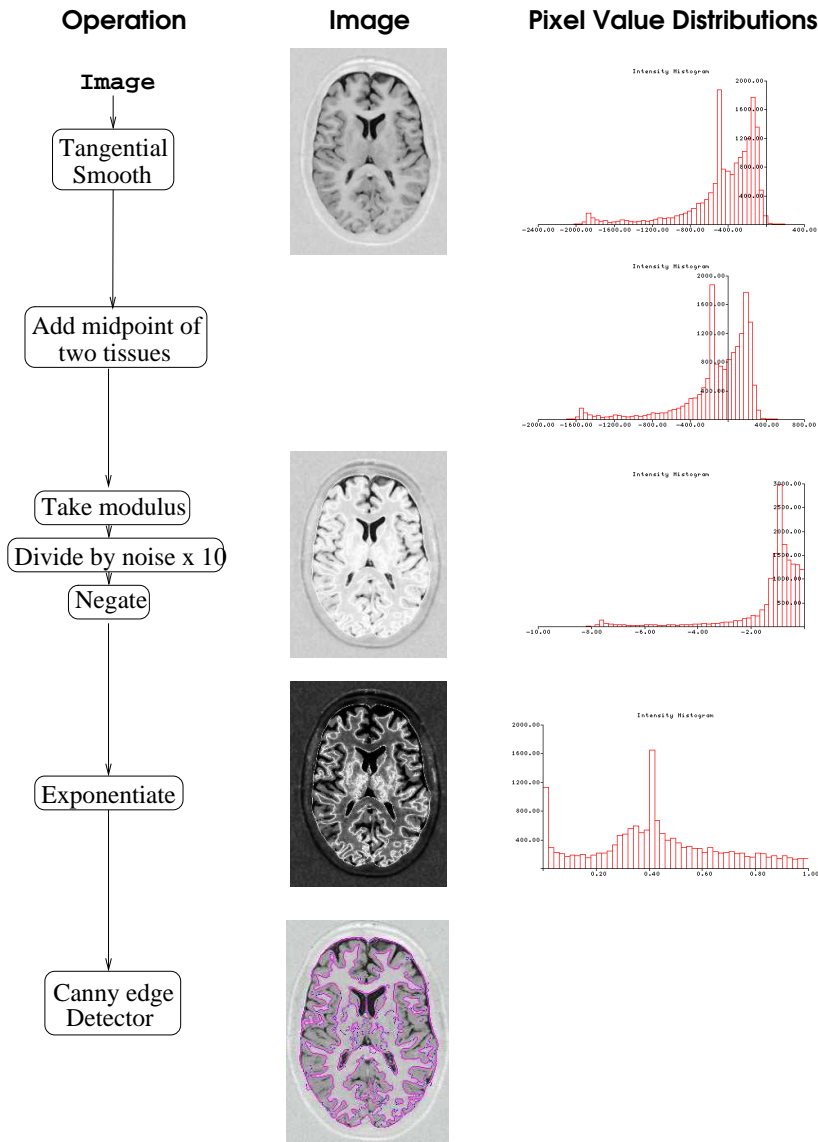 Operation
Image
Pixel Value Distributions
Image
Tangential
Smooth
Intensity Histogram
2000.00
1600.00
1200.00
800.00
400.00
-2400.00 -2000.00 -1600.00 -1200.00 -800.00 -400.00 400.00
Add midpoint of
two tissues
Intensity Histogram
2000.00
1600.00
1200.00
800.00
400.00
-2000.00 -1600.00 -1200.00 -800.00 -400.00 400.00 800.00
Take modulus
Divide by noise x 10
Negate
Intensity Histogram
3000.00
2500.00
2000.00
1500.00
1000.00
500.00
-10.00 -8.00 -6.00 -4.00 -2.00
Exponentiate
Intensity Histogram
2000.00
1600.00
1200.00
800.00
400.00
0.20 0.40 0.60 0.80 1.00
Canny edge
Detector